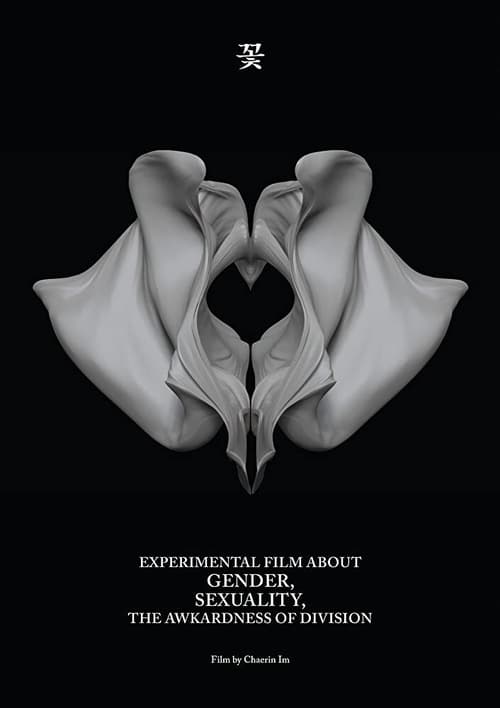 꽃
EXPERIMENTAL FILM ABOUT
GENDER,
SEXUALITY,
THE AWKARDNESS OF DIVISION
Film by Chaerin Im